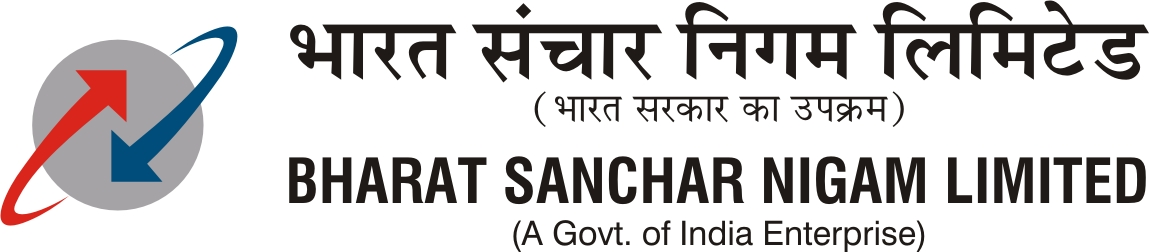 भारत संचार निगम लिमिटेड
(भारत सरकार का उपक्रम)
BHARAT SANCHAR NIGAM LIMITED
(A Govt. of India Enterprise)